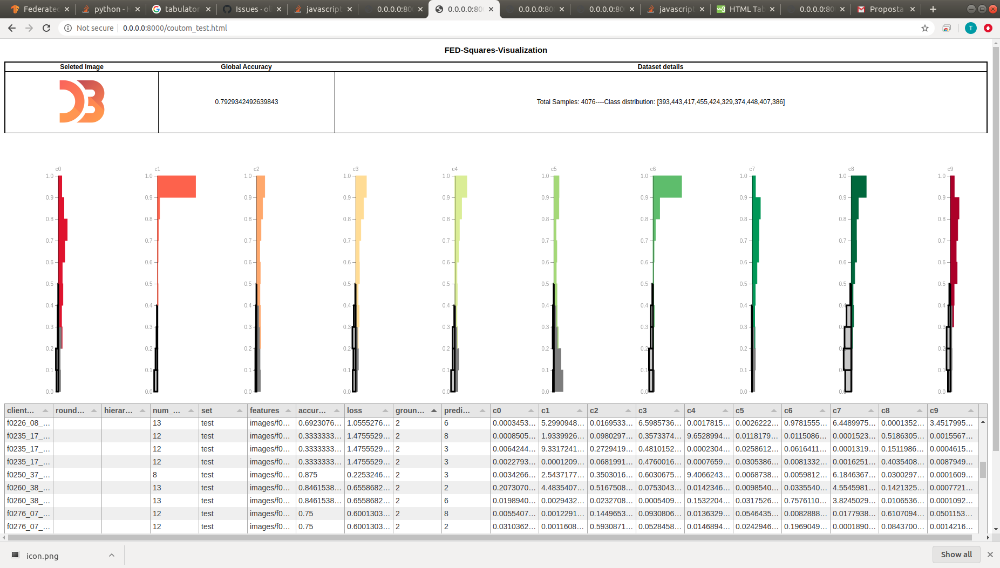 Federate
python - H
tabulator
Issues · ol
javascript
0.0.0.0:80
0.0.0.0:80
0.0.0.0:80
0.0.0.0:80
javascript
HTML Tab
0.0.0.0:80
Proposta
Not secure 0.0.0.0:8000/coutom_test.html
T
FED-Squares-Visualization
Seleted Image Global Accuracy Dataset details
0.7929342492639843 Total Samples: 4076----Class distribution: [393,443,417,455,424,329,374,448,407,386]
c0 c1 c2 c3 c4 c5 c6 c7 c8 c9
1.0 1.0 1.0 1.0 1.0 1.0 1.0 1.0 1.0 1.0
0.9 0.9 0.9 0.9 0.9 0.9 0.9 0.9 0.9 0.9
0.8 0.8 0.8 0.8 0.8 0.8 0.8 0.8 0.8 0.8
0.7 0.7 0.7 0.7 0.7 0.7 0.7 0.7 0.7 0.7
0.6 0.6 0.6 0.6 0.6 0.6 0.6 0.6 0.6 0.6
0.5 0.5 0.5 0.5 0.5 0.5 0.5 0.5 0.5 0.5
0.4 0.4 0.4 0.4 0.4 0.4 0.4 0.4 0.4 0.4
0.3 0.3 0.3 0.3 0.3 0.3 0.3 0.3 0.3 0.3
0.2 0.2 0.2 0.2 0.2 0.2 0.2 0.2 0.2 0.2
0.1 0.1 0.1 0.1 0.1 0.1 0.1 0.1 0.1 0.1
0.0 0.0 0.0 0.0 0.0 0.0 0.0 0.0 0.0 0.0
client... round... hierar... num_... set features accur... loss groun... predi... c0 c1 c2 c3 c4 c5 c6 c7 c8 c9
f0226_08_... 13 test images/f0... 0.6923076... 1.0555276... 2 6 0.0003453... 5.2990948... 0.0169533... 6.5985736... 0.0017815... 0.0026222... 0.9781555... 6.4489975... 0.0001352... 3.4517995...
f0235_17_... 12 test images/f0... 0.3333333... 1.4755529... 2 8 0.0008505... 1.9339926... 0.0980297... 0.3573374... 9.6528994... 0.0118179... 0.0115086... 0.0001523... 0.5186305... 0.0015567...
f0235_17_... 12 test images/f0... 0.3333333... 1.4755529... 2 3 0.0064244... 9.3317241... 0.2729419... 0.4810152... 0.0002304... 0.0258612... 0.0616411... 0.0001319... 0.1511986... 0.0004615...
f0235_17_... 12 test images/f0... 0.3333333... 1.4755529... 2 3 0.0022793... 0.0001209... 0.0681991... 0.4760016... 0.0007659... 0.0305386... 0.0081332... 0.0016251... 0.4035408... 0.0087949...
f0250_37_... 8 test images/f0... 0.875 0.2253246... 2 3 0.0034266... 2.5437177... 0.3503016... 0.6030675... 9.4066243... 0.0068738... 0.0059812... 6.1846367... 0.0300297... 0.0001609...
f0260_38_... 13 test images/f0... 0.8461538... 0.6558682... 2 2 0.2073070... 4.4835407... 0.5167508... 0.0753043... 0.0142346... 0.0098540... 0.0335540... 4.5545981... 0.1421325... 0.0007721...
f0260_38_... 13 test images/f0... 0.8461538... 0.6558682... 2 6 0.0198940... 0.0029432... 0.0232708... 0.0005409... 0.1532204... 0.0317526... 0.7576110... 3.8245029... 0.0106536... 0.0001092...
f0276_07_... 12 test images/f0... 0.75 0.6001303... 2 8 0.0055407... 0.0012291... 0.1449653... 0.0930806... 0.0136329... 0.0546435... 0.0082888... 0.0177938... 0.6107094... 0.0501153...
f0276_07_... 12 test images/f0... 0.75 0.6001303... 2 2 0.0310362... 0.0011608... 0.5930871... 0.0528458... 0.0146894... 0.0242946... 0.1969049... 0.0001890... 0.0843700... 0.0014216...
icon.png Show all